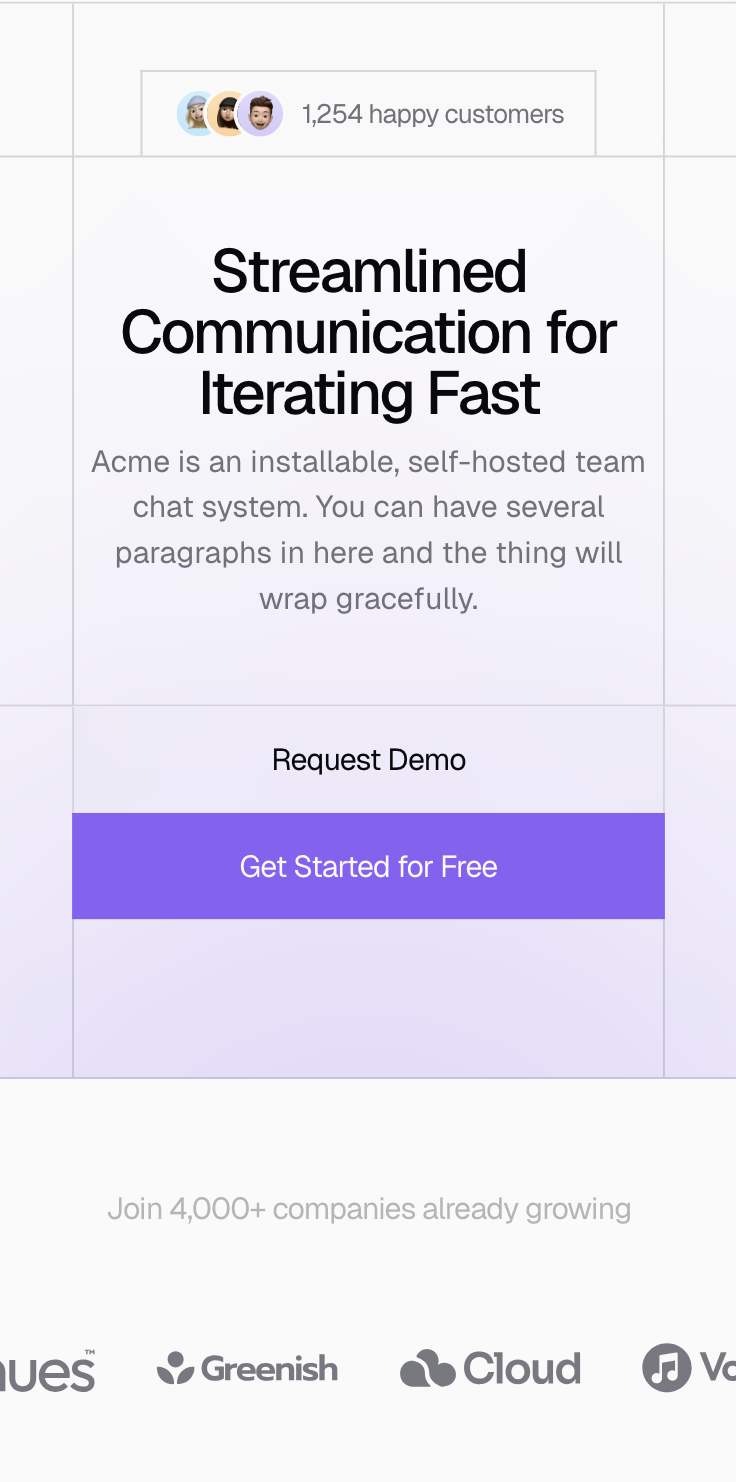 1,254 happy customers
Streamlined
Communication for
Iterating Fast
Acme is an installable, self-hosted team
chat system. You can have several
paragraphs in here and the thing will
wrap gracefully.
Request Demo
Get Started for Free
Join 4,000+ companies already growing
ues™ Greenish Cloud Vo